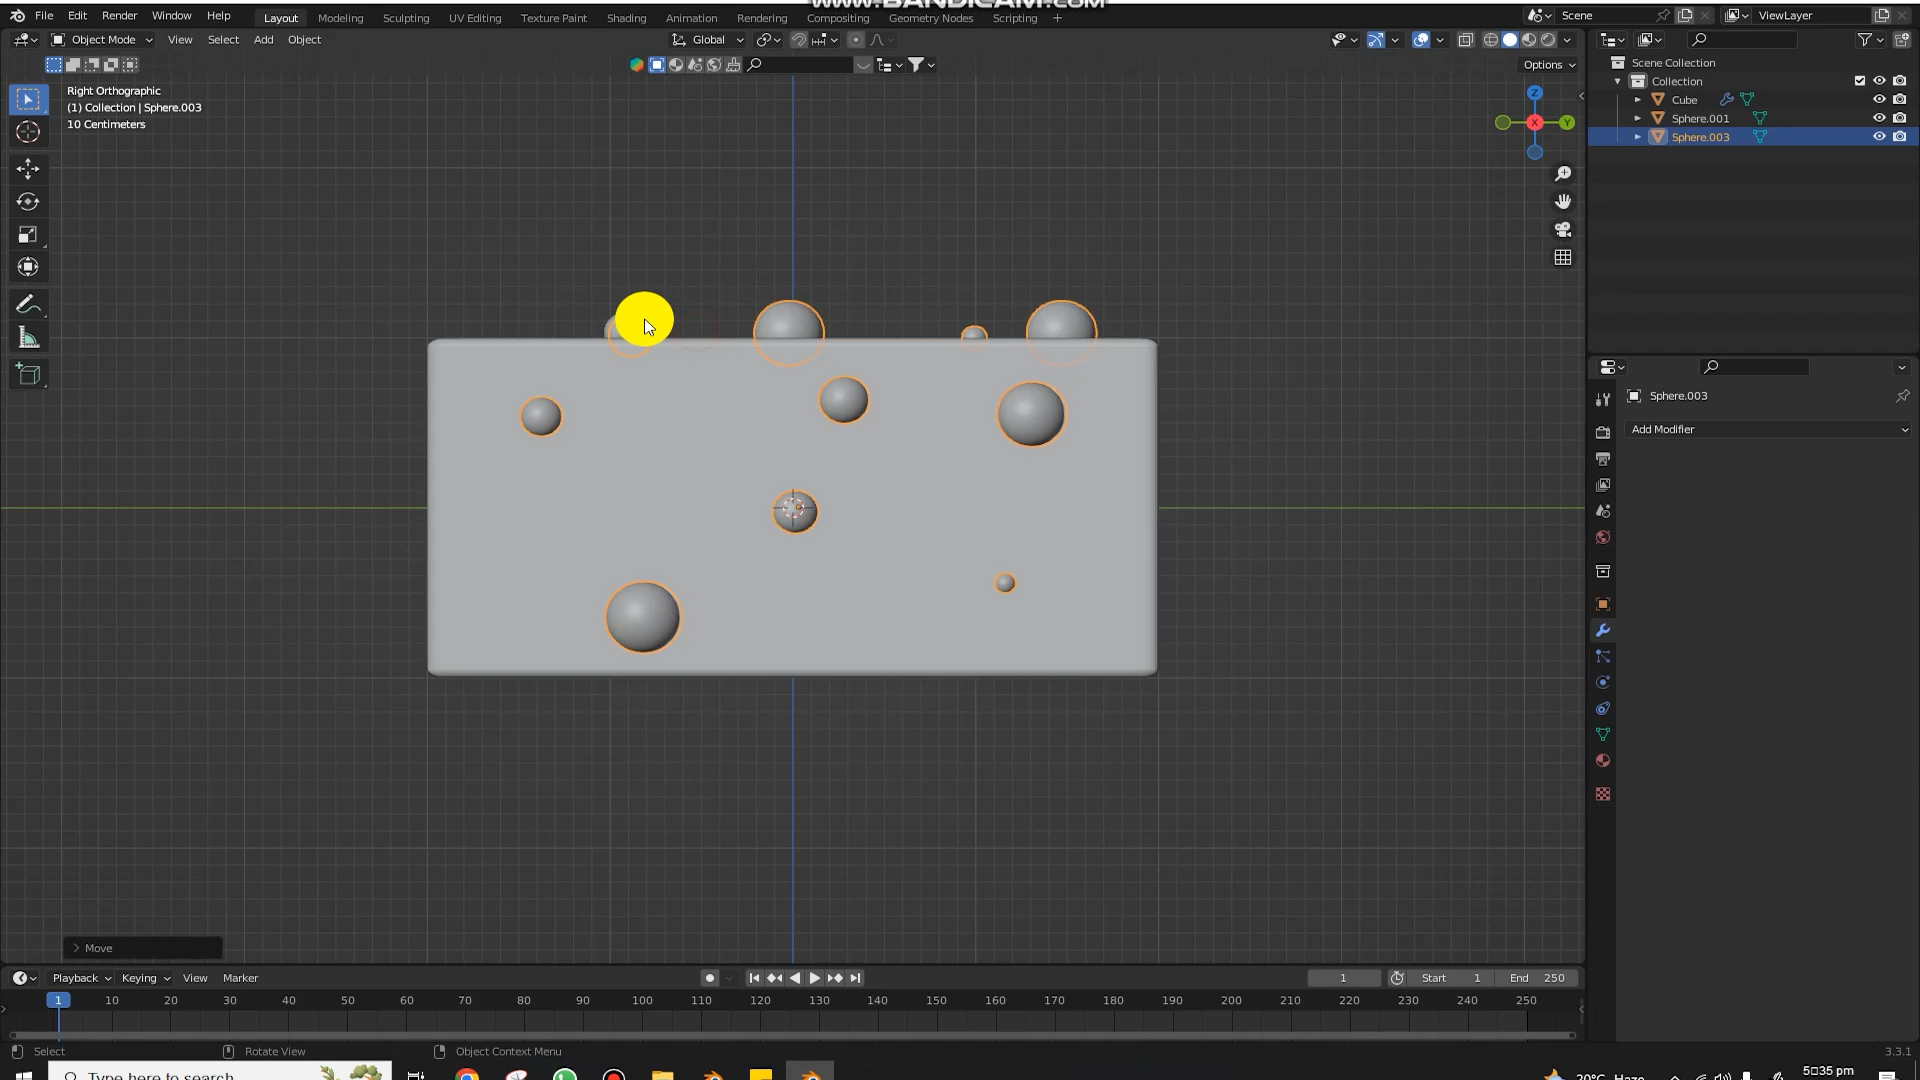 www.BANDICAM.com
File Edit Render Window Help Layout Modeling Sculpting UV Editing Texture Paint Shading Animation Rendering Compositing Geometry Nodes Scripting + Scene ViewLayer
Object Mode View Select Add Object Global
Options
Right Orthographic
(1) Collection | Sphere.003
10 Centimeters
Z
X
Y
Scene Collection
Collection
Cube
Sphere.001
Sphere.003
Sphere.003
Add Modifier
Move
Playback Keying View Marker 1 Start 1 End 250
1 10 20 30 40 50 60 70 80 90 100 110 120 130 140 150 160 170 180 190 200 210 220 230 240 250
Select Rotate View Object Context Menu 3.3.1
Type here to search 20°C Haze 5:35 pm